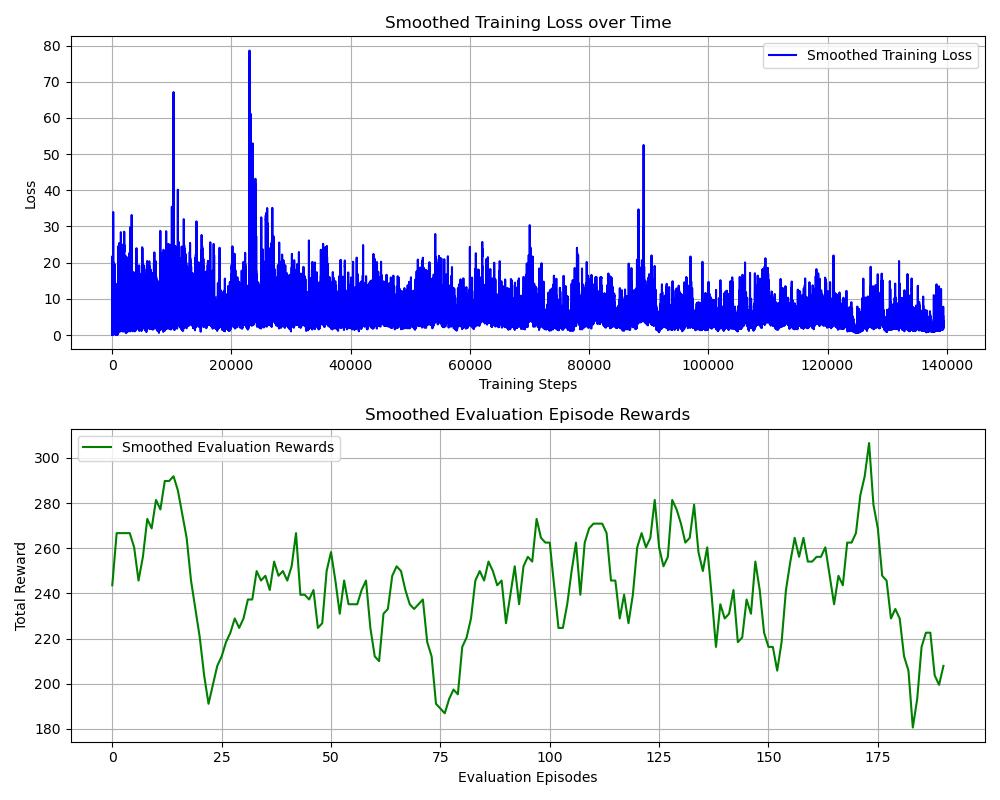 Smoothed Training Loss over Time
80
70
60
50
40
30
20
10
0
Loss
Smoothed Training Loss
0 20000 40000 60000 80000 100000 120000 140000
Training Steps
Smoothed Evaluation Episode Rewards
300
280
260
240
220
200
180
Total Reward
Smoothed Evaluation Rewards
0 25 50 75 100 125 150 175
Evaluation Episodes